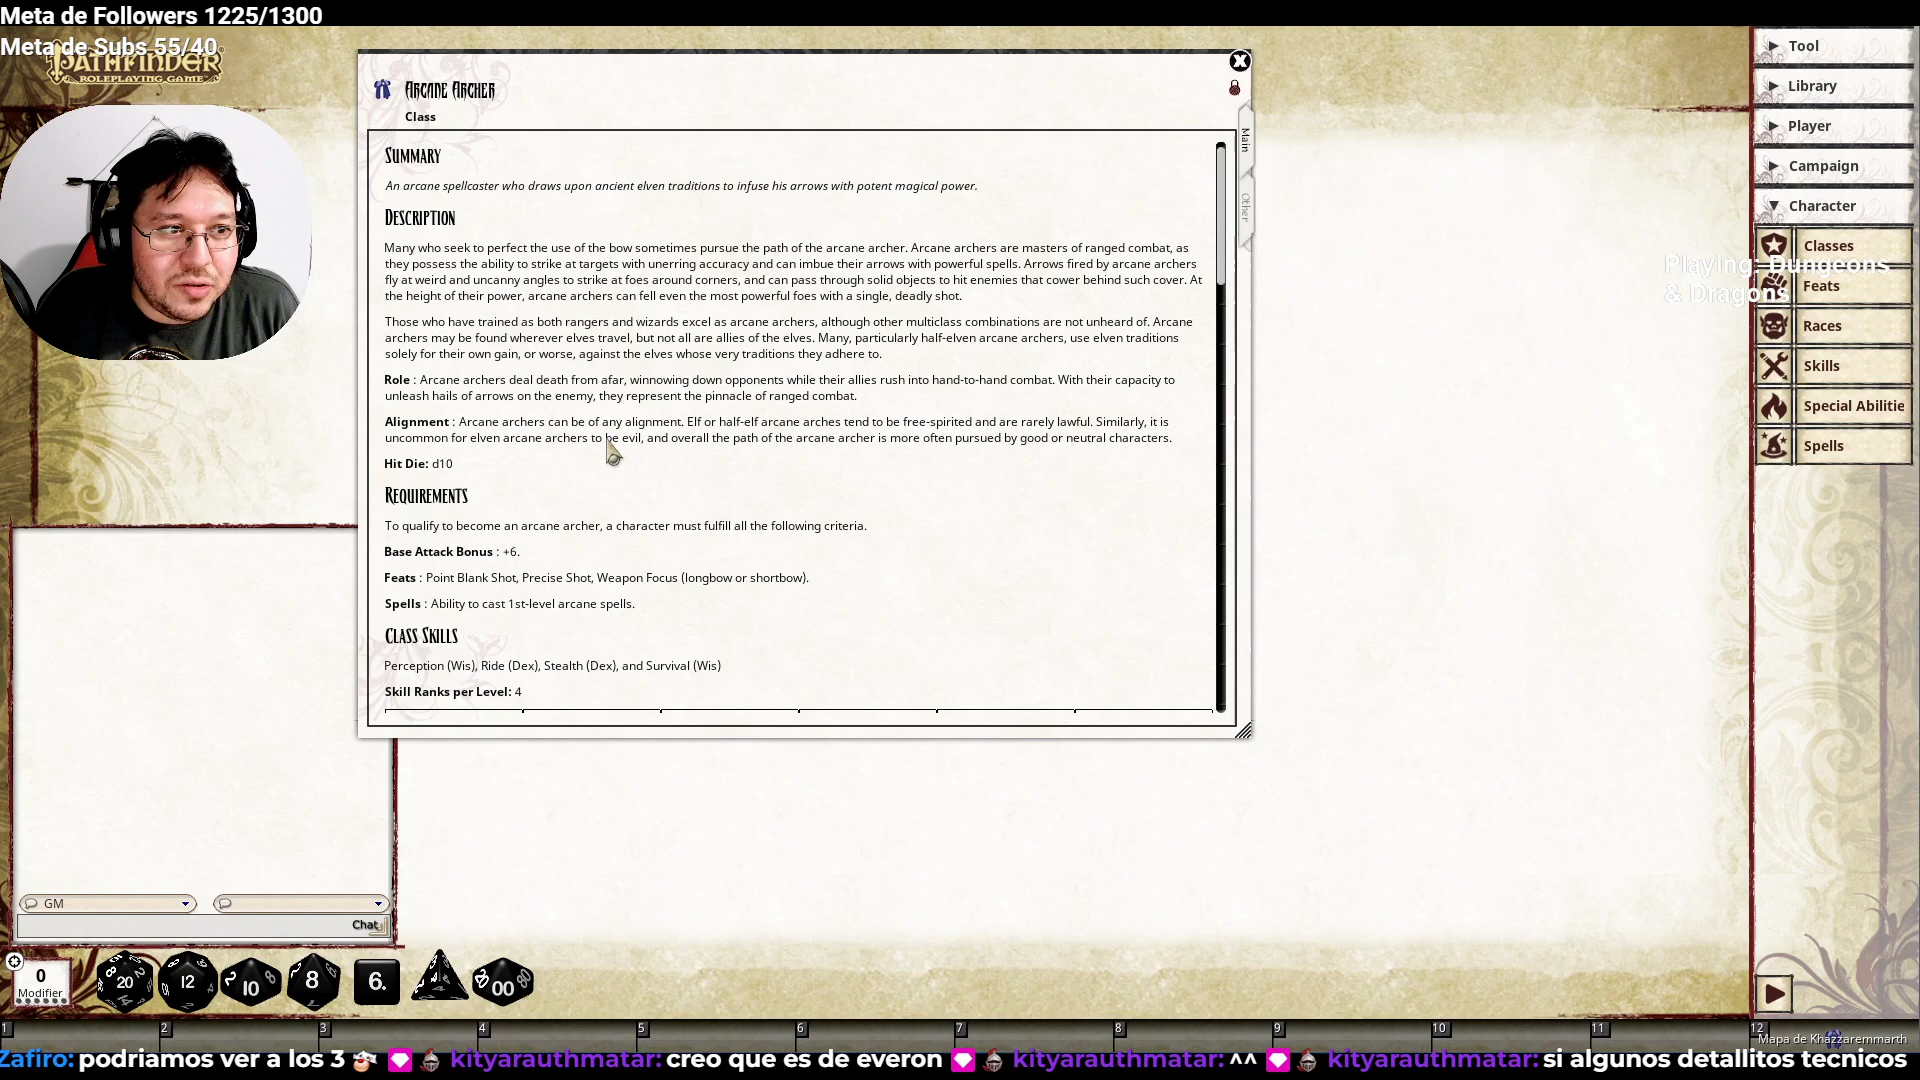 Meta de Followers 1225/1300
Meta de Subs 55/40
PATHFINDER
ROLEPLAYING GAME
Arcane Archer
Class
Main
Other
Summary
An arcane spellcaster who draws upon ancient elven traditions to infuse his arrows with potent magical power.
Description
Many who seek to perfect the use of the bow sometimes pursue the path of the arcane archer. Arcane archers are masters of ranged combat, as
they possess the ability to strike at targets with unerring accuracy and can imbue their arrows with powerful spells. Arrows fired by arcane archers
fly at weird and uncanny angles to strike at foes around corners, and can pass through solid objects to hit enemies that cower behind such cover. At
the height of their power, arcane archers can fell even the most powerful foes with a single, deadly shot.
Those who have trained as both rangers and wizards excel as arcane archers, although other multiclass combinations are not unheard of. Arcane
archers may be found wherever elves travel, but not all are allies of the elves. Many, particularly half-elven arcane archers, use elven traditions
solely for their own gain, or worse, against the elves whose very traditions they adhere to.
Role : Arcane archers deal death from afar, winnowing down opponents while their allies rush into hand-to-hand combat. With their capacity to
unleash hails of arrows on the enemy, they represent the pinnacle of ranged combat.
Alignment : Arcane archers can be of any alignment. Elf or half-elf arcane arches tend to be free-spirited and are rarely lawful. Similarly, it is
uncommon for elven arcane archers to be evil, and overall the path of the arcane archer is more often pursued by good or neutral characters.
Hit Die: d10
Requirements
To qualify to become an arcane archer, a character must fulfill all the following criteria.
Base Attack Bonus : +6.
Feats : Point Blank Shot, Precise Shot, Weapon Focus (longbow or shortbow).
Spells : Ability to cast 1st-level arcane spells.
Class Skills
Perception (Wis), Ride (Dex), Stealth (Dex), and Survival (Wis)
Skill Ranks per Level: 4
Tool
Library
Player
Campaign
Character
Classes
Playing: Dungeons
& Dragons
Feats
Races
Skills
Special Abilitie
Spells
GM
Chat
0
Modifier
20
12
10
8
6.
4
00
1 2 3 4 5 6 7 8 9 10 11 12
Mapa de Khazzaremmarth
Zafiro: podriamos ver a los 3 kityarauthmatar: creo que es de everon kityarauthmatar: ^^ kityarauthmatar: si algunos detallitos tecnicos